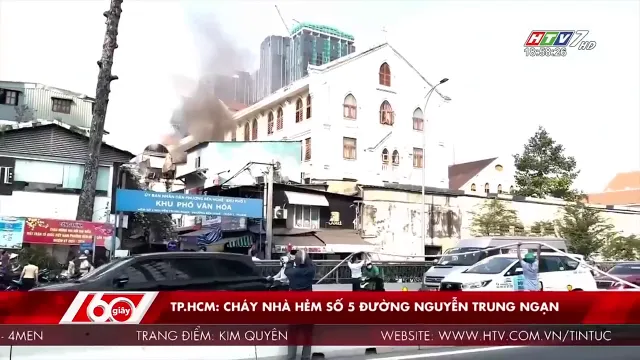 HTV7 HD
18:58:26
KHU PHỐ VĂN HÓA
60 giây
TP.HCM: CHÁY NHÀ HẺM SỐ 5 ĐƯỜNG NGUYỄN TRUNG NGẠN
- 4MEN
TRANG ĐIỂM: KIM QUYÊN
WEBSITE: WWW.HTV.COM.VN/TINTUC